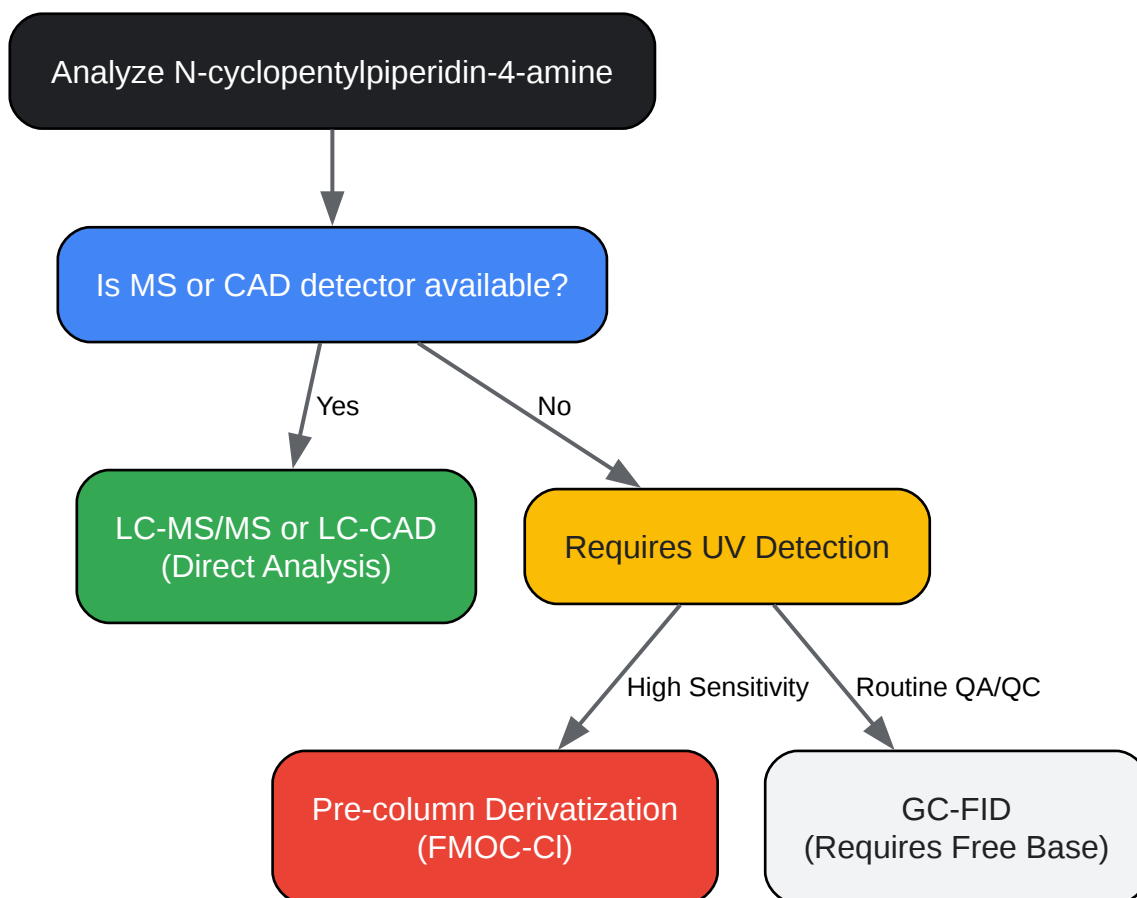 Analyze N-cyclopentylpiperidin-4-amine
Is MS or CAD detector available?
Yes
No
LC-MS/MS or LC-CAD
(Direct Analysis)
Requires UV Detection
High Sensitivity
Routine QA/QC
Pre-column Derivatization
(FMOC-Cl)
GC-FID
(Requires Free Base)